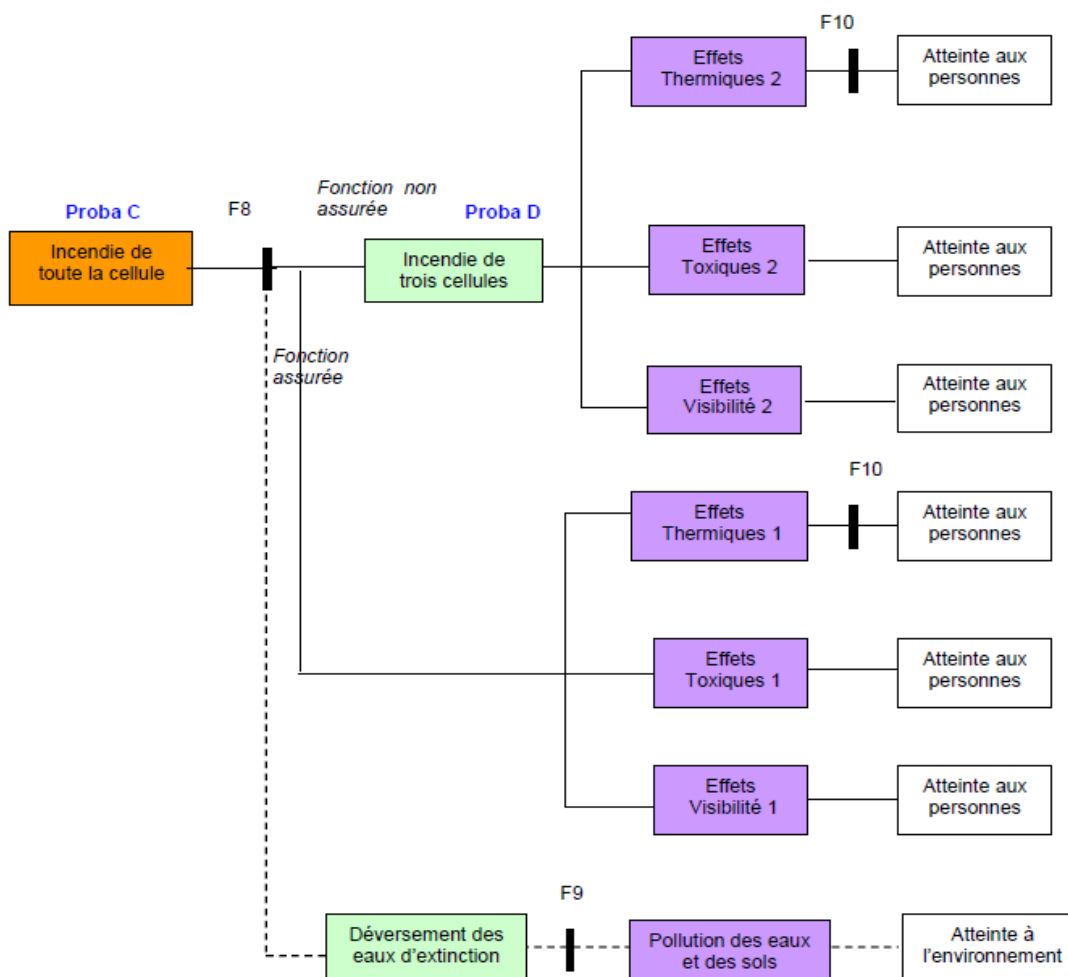 F10
Effets
Thermiques 2
Atteinte aux
personnes
Fonction non
assurée
Proba C
F8
Proba D
Incendie de
toute la cellule
Incendie de
trois cellules
Effets
Toxiques 2
Atteinte aux
personnes
Fonction
assurée
Effets
Visibilité 2
Atteinte aux
personnes
F10
Effets
Thermiques 1
Atteinte aux
personnes
Effets
Toxiques 1
Atteinte aux
personnes
Effets
Visibilité 1
Atteinte aux
personnes
F9
Déversement des
eaux d'extinction
Pollution des eaux
et des sols
Atteinte à
l'environnement